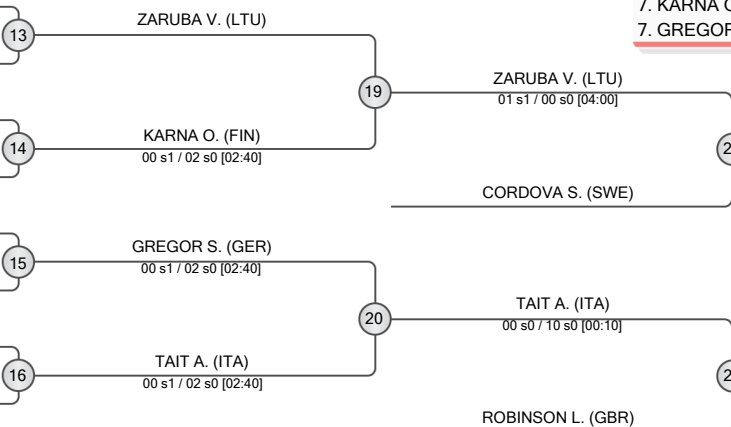 7. KARNA O
7. GREGOR
13
ZARUBA V. (LTU)
19
ZARUBA V. (LTU)
01 s1 / 00 s0 [04:00]
14
KARNA O. (FIN)
00 s1 / 02 s0 [02:40]
2
CORDOVA S. (SWE)
15
GREGOR S. (GER)
00 s1 / 02 s0 [02:40]
20
TAIT A. (ITA)
00 s0 / 10 s0 [00:10]
16
TAIT A. (ITA)
00 s1 / 02 s0 [02:40]
2
ROBINSON L. (GBR)